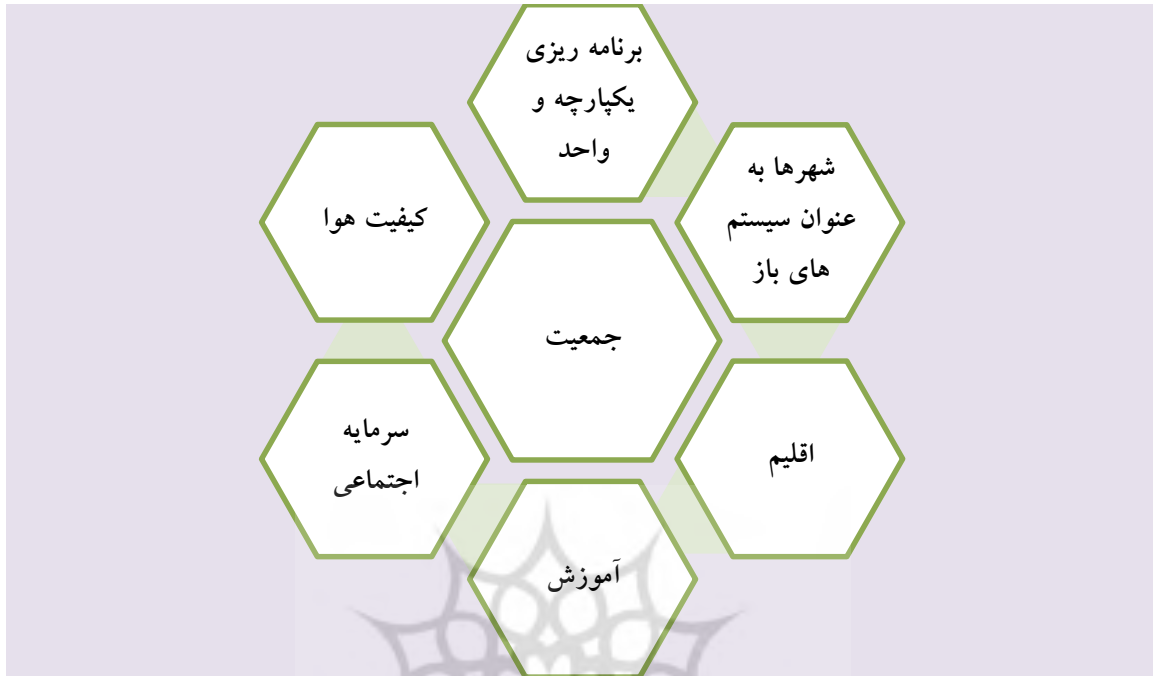 برنامه ریزی
یکپارچه و
واحد
شهرها به
عنوان سیستم
های باز
اقلیم
آموزش
سرمایه
اجتماعی
کیفیت هوا
جمعیت